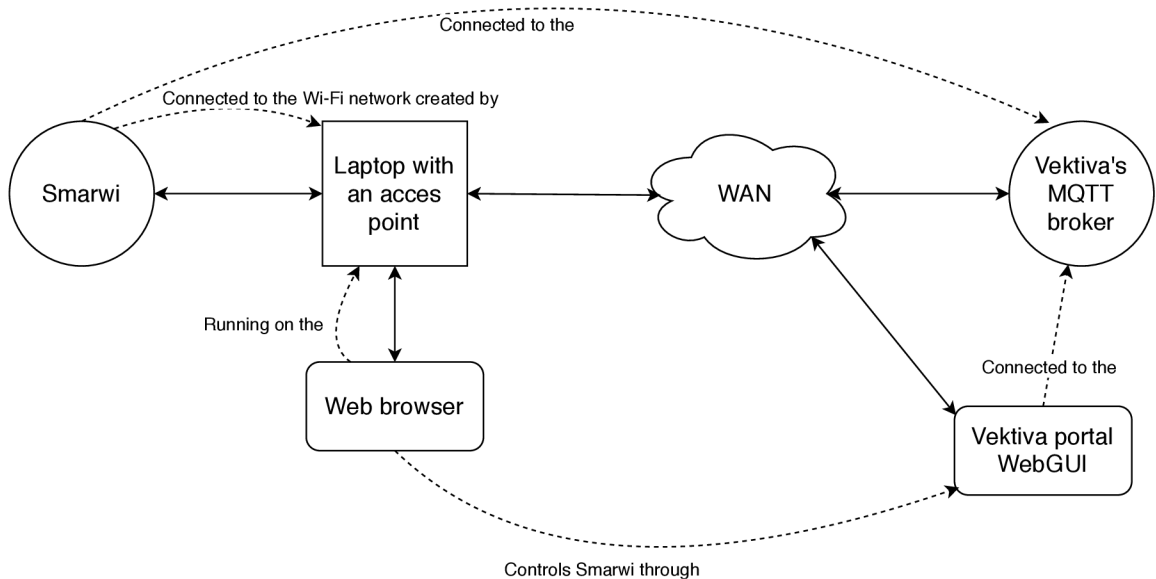 Connected to the
Connected to the Wi-Fi network created by
Smarwi
Laptop with
an acces
point
WAN
Vektiva's
MQTT
broker
Running on the
Connected to the
Web browser
Vektiva portal
WebGUI
Controls Smarwi through